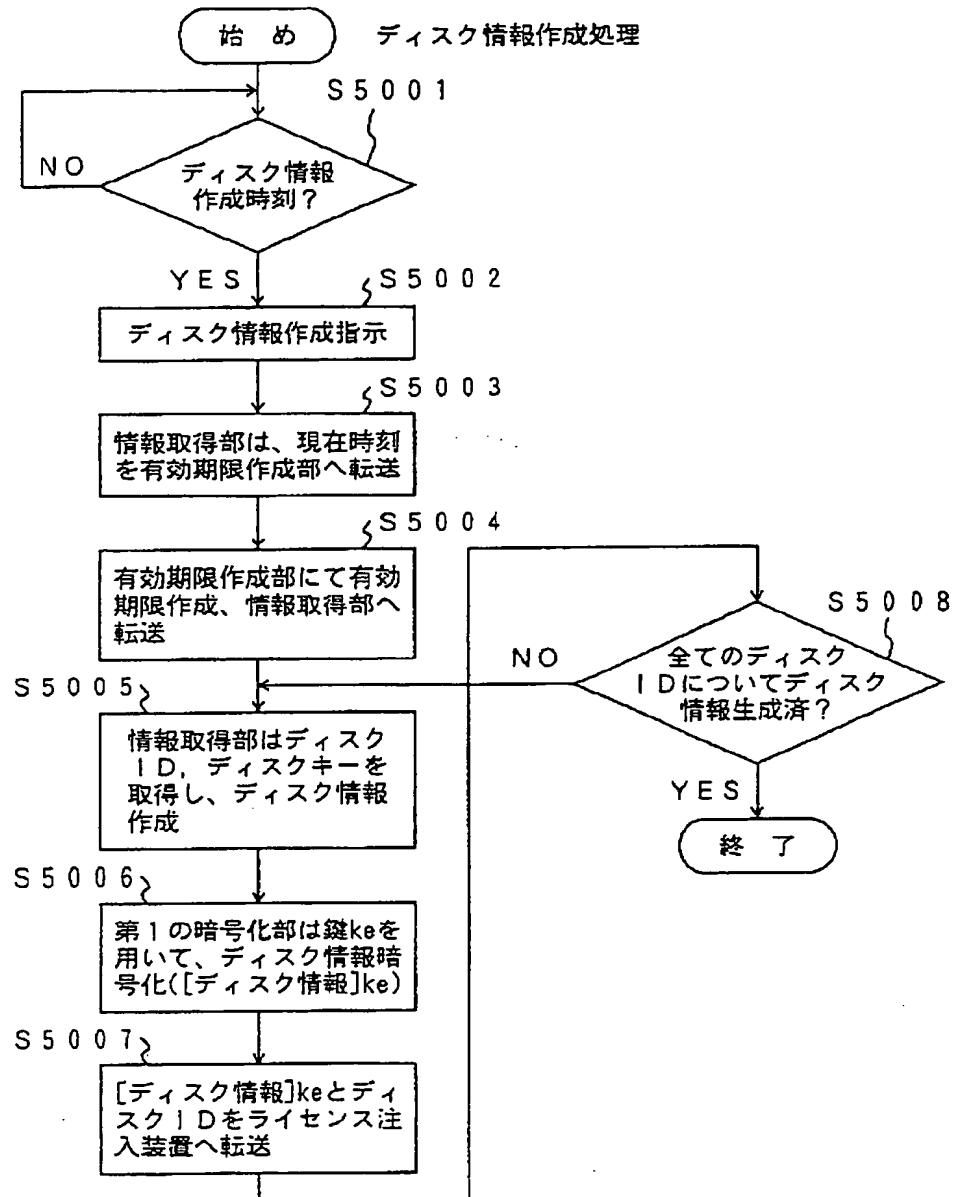 始 め
ディスク情報作成処理
S5001
NO
ディスク情報
作成時刻?
YES
S5002
ディスク情報作成指示
S5003
情報取得部は、現在時刻
を有効期限作成部へ転送
S5004
有効期限作成部にて有効
期限作成、情報取得部へ
転送
S5005
情報取得部はディスク
ID,ディスクキーを
取得し、ディスク情報
作成
S5006
第1の暗号化部は鍵keを
用いて、ディスク情報暗
号化([ディスク情報]ke)
S5007
[ディスク情報]keとディ
スクIDをライセンス注
入装置へ転送
S5008
全てのディスク
IDについてディスク
情報生成済?
NO
YES
終 了